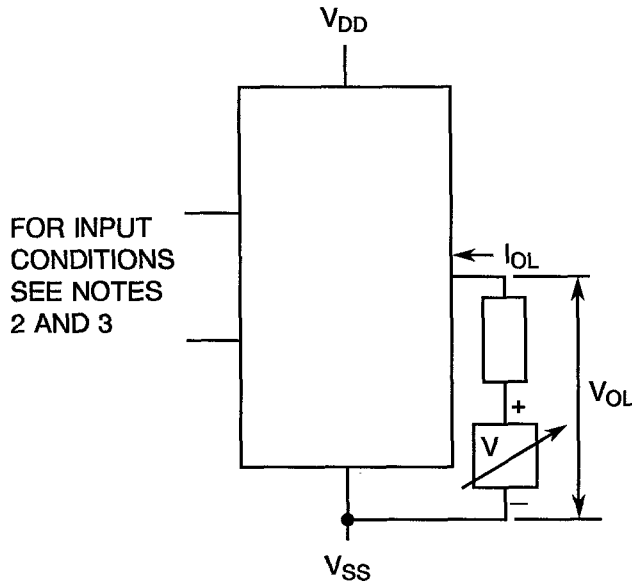 VDD
FOR INPUT
CONDITIONS
SEE NOTES
2 AND 3
IOL
VOL
+
V
−
VSS